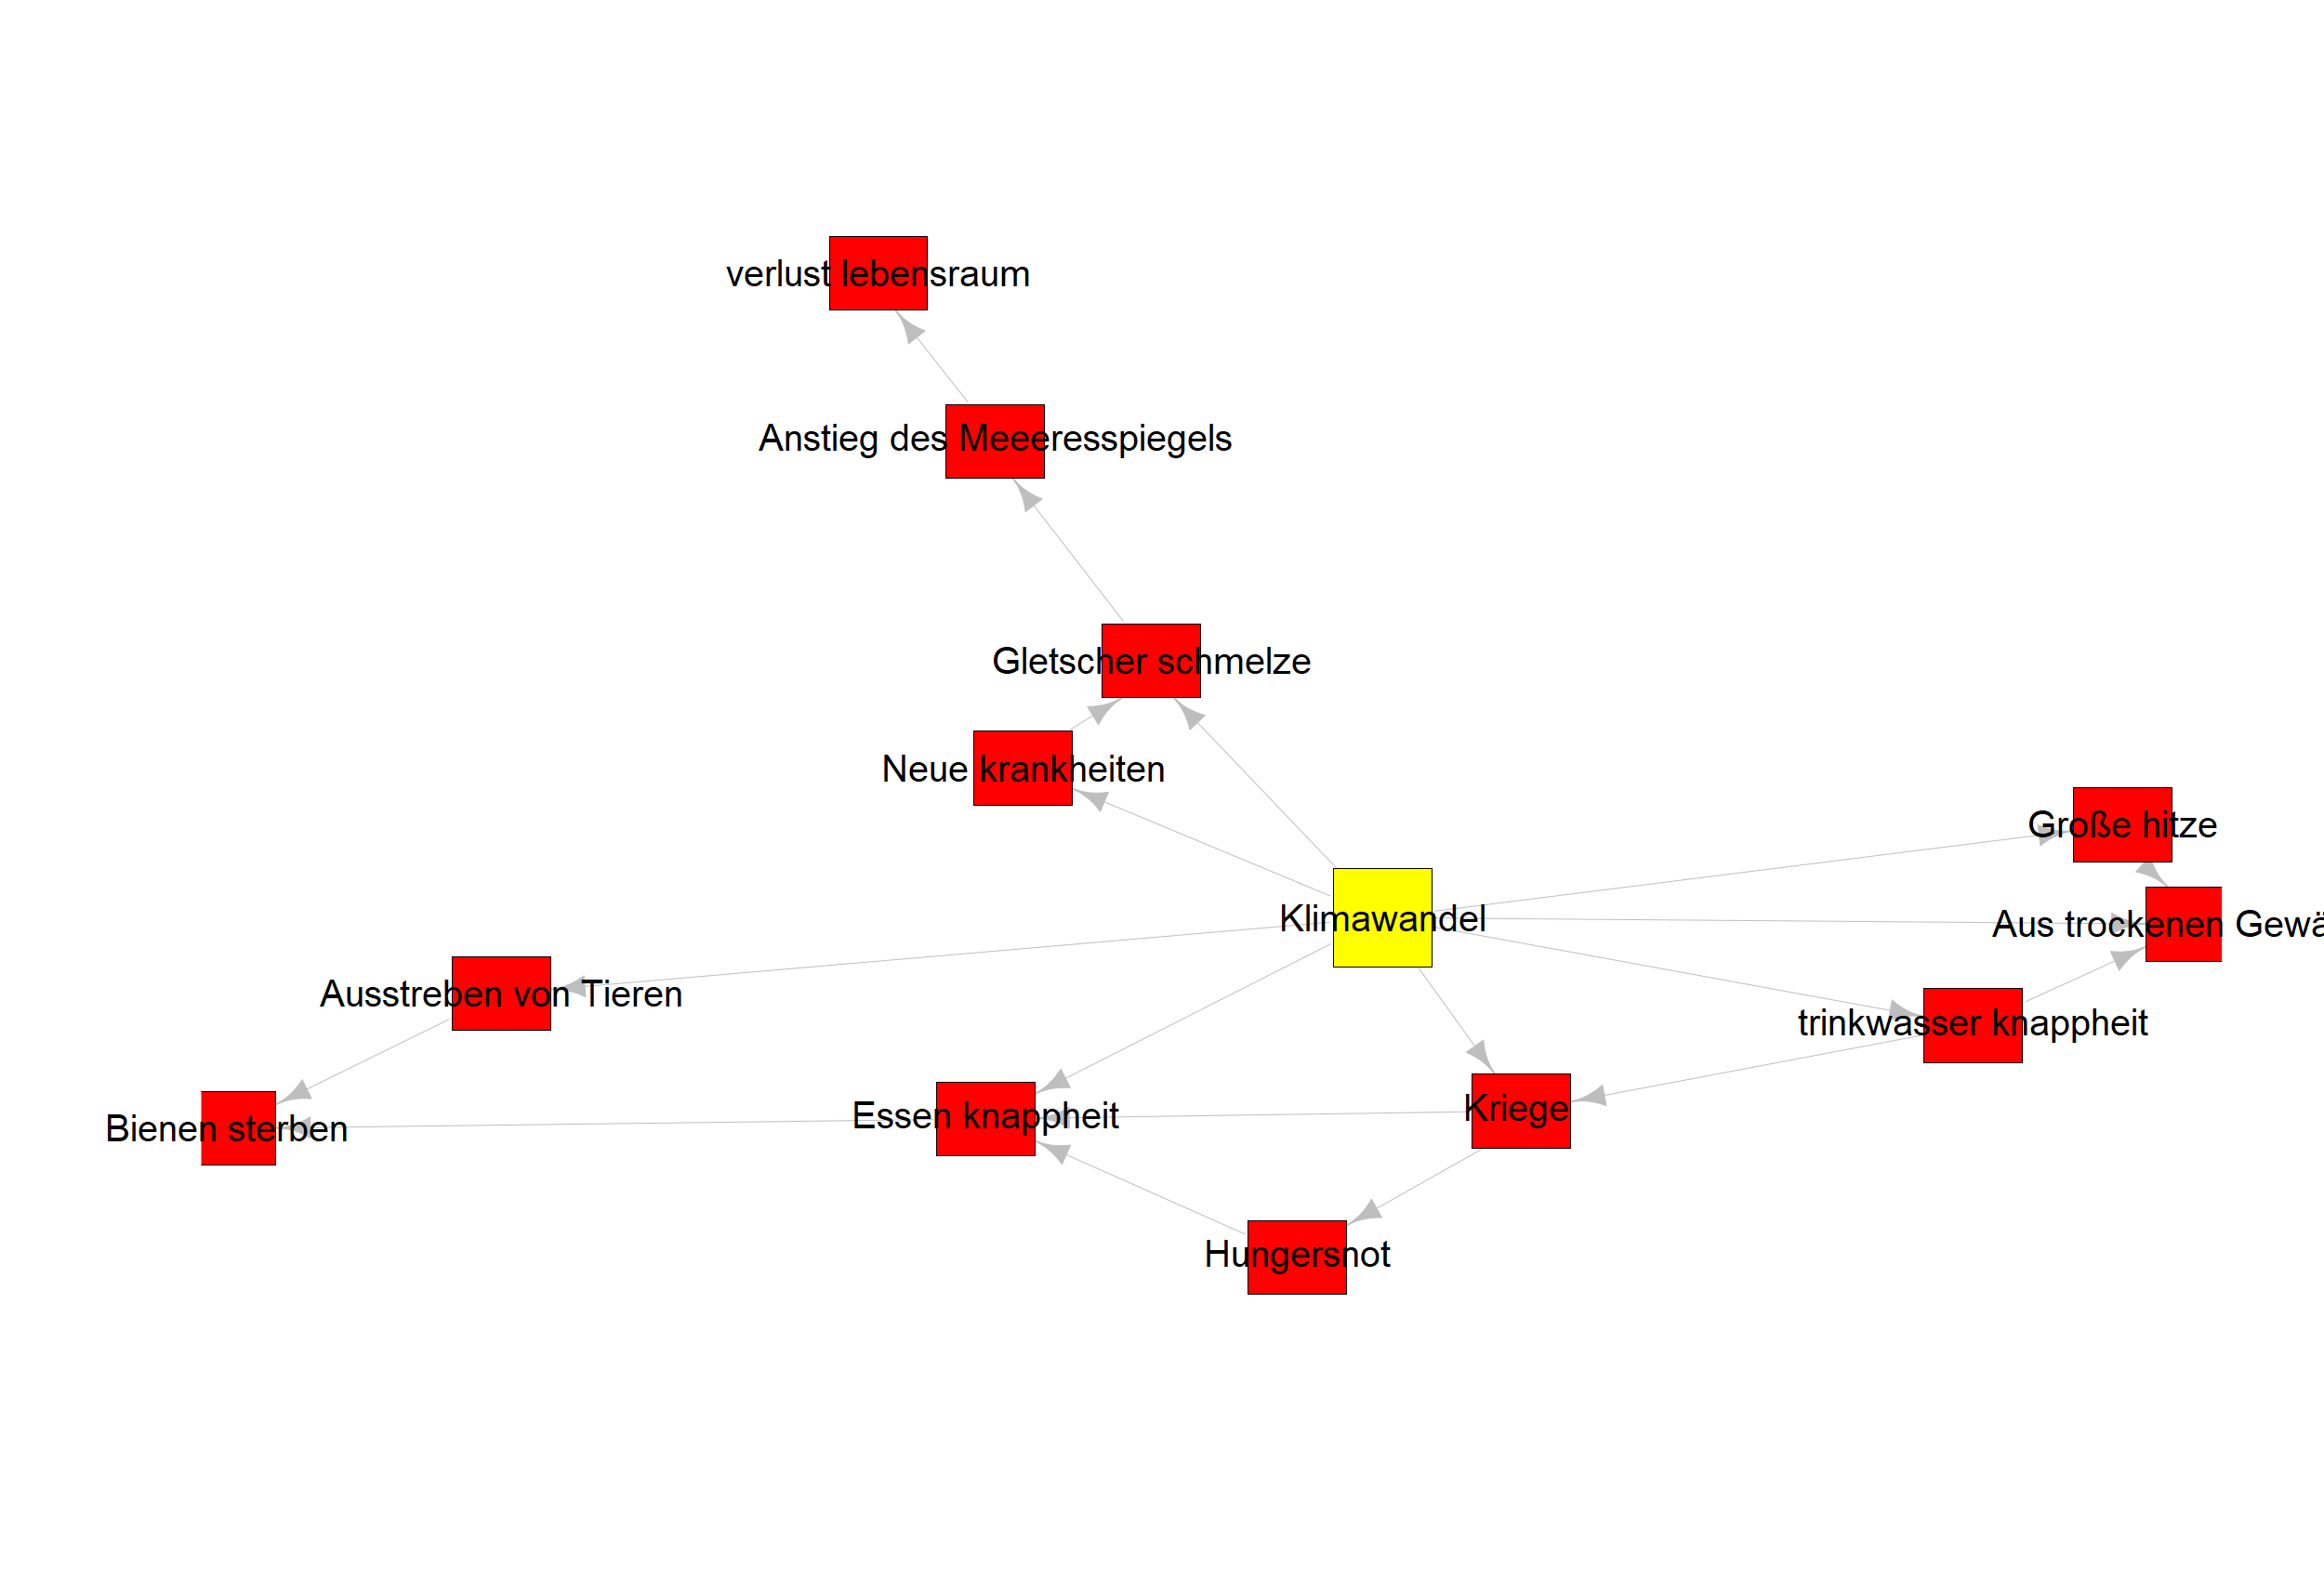 verlust lebensraum
Anstieg des Meeeresspiegels
Gletscher schmelze
Neue krankheiten
Große hitze
Klimawandel
Aus trockenen Gewä
Ausstreben von Tieren
trinkwasser knappheit
Kriege
Essen knappheit
Bienen sterben
Hungersnot